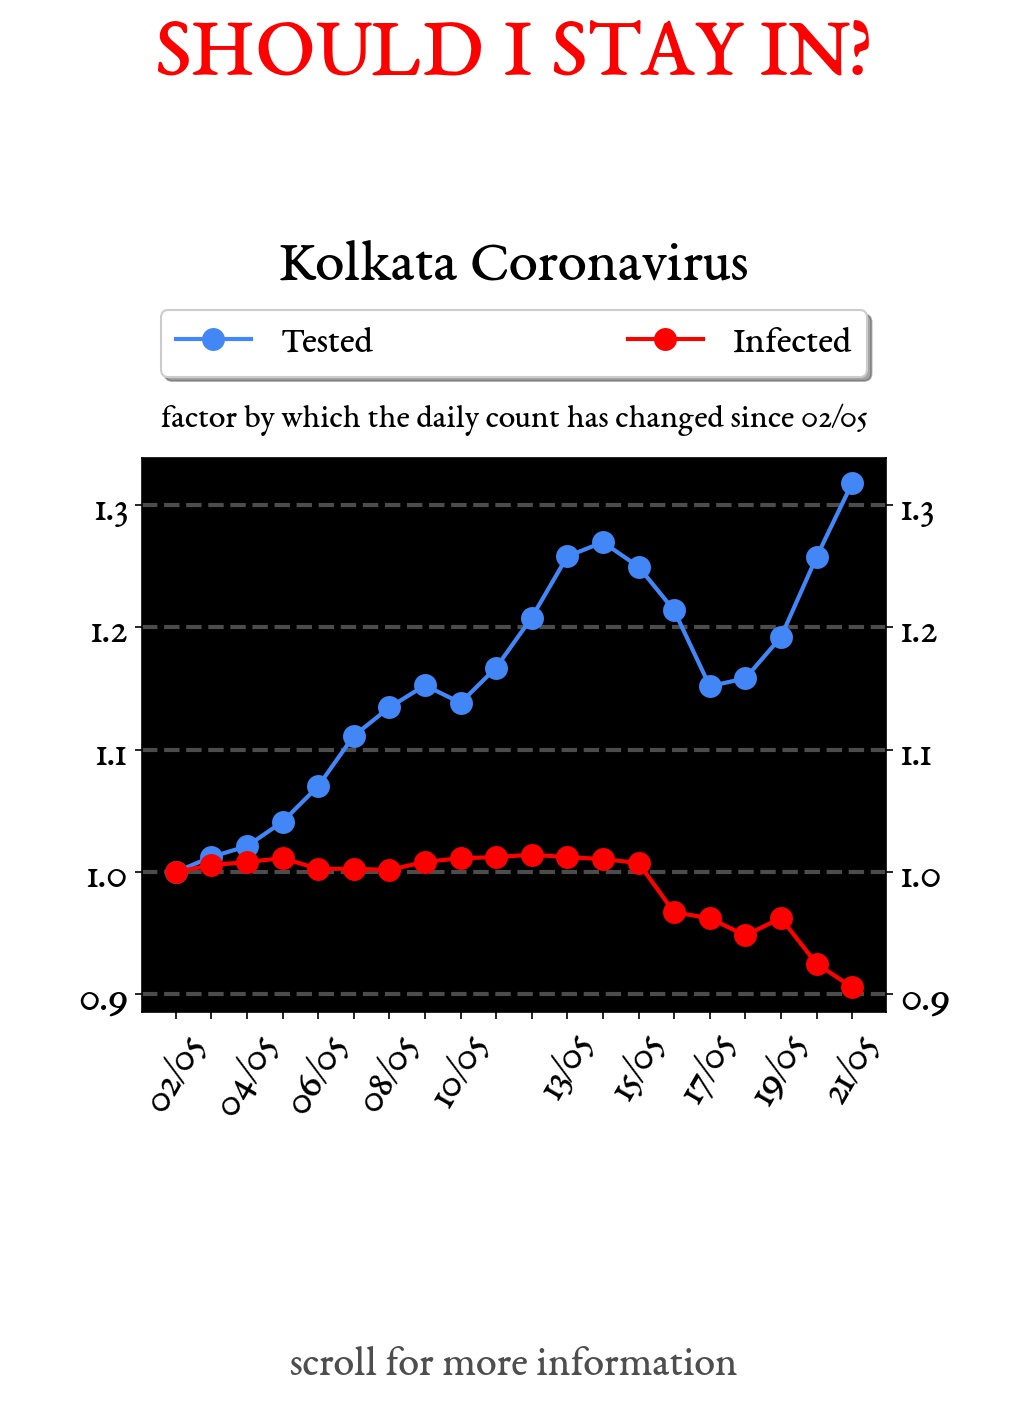 SHOULD I STAY IN?
Kolkata Coronavirus
Tested Infected
factor by which the daily count has changed since 02/05
1.3 1.3
1.2 1.2
1.1 1.1
1.0 1.0
0.9 0.9
02/05 04/05 06/05 08/05 10/05 13/05 15/05 17/05 19/05 21/05
scroll for more information